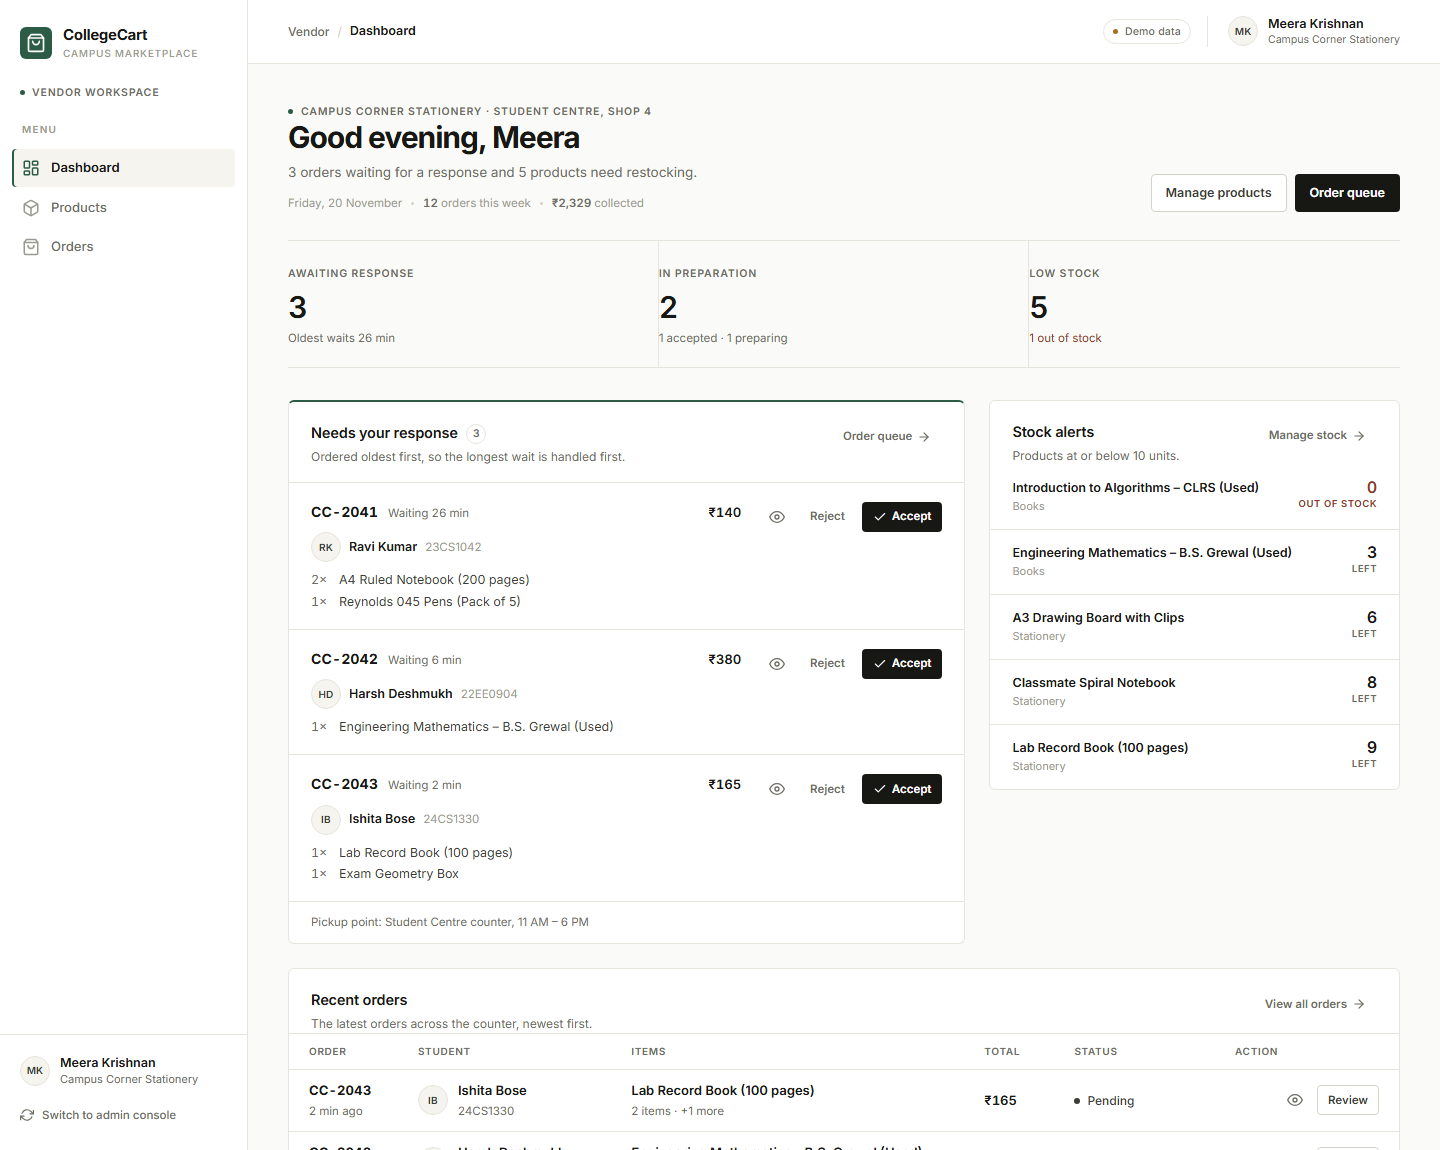 CollegeCart
CAMPUS MARKETPLACE
VENDOR WORKSPACE
MENU
Dashboard
Products
Orders
MK
Meera Krishnan
Campus Corner Stationery
Switch to admin console
Vendor / Dashboard
Demo data
MK
Meera Krishnan
Campus Corner Stationery
CAMPUS CORNER STATIONERY · STUDENT CENTRE, SHOP 4
Good evening, Meera
3 orders waiting for a response and 5 products need restocking.
Friday, 20 November • 12 orders this week • ₹2,329 collected
Manage products
Order queue
AWAITING RESPONSE
3
Oldest waits 26 min
IN PREPARATION
2
1 accepted · 1 preparing
LOW STOCK
5
1 out of stock
Needs your response 3
Order queue →
Ordered oldest first, so the longest wait is handled first.
CC-2041 Waiting 26 min ₹140 Reject Accept
RK Ravi Kumar 23CS1042
2× A4 Ruled Notebook (200 pages)
1× Reynolds 045 Pens (Pack of 5)
CC-2042 Waiting 6 min ₹380 Reject Accept
HD Harsh Deshmukh 22EE0904
1× Engineering Mathematics – B.S. Grewal (Used)
CC-2043 Waiting 2 min ₹165 Reject Accept
IB Ishita Bose 24CS1330
1× Lab Record Book (100 pages)
1× Exam Geometry Box
Pickup point: Student Centre counter, 11 AM – 6 PM
Stock alerts
Manage stock →
Products at or below 10 units.
Introduction to Algorithms – CLRS (Used) 0
Books OUT OF STOCK
Engineering Mathematics – B.S. Grewal (Used) 3
Books LEFT
A3 Drawing Board with Clips 6
Stationery LEFT
Classmate Spiral Notebook 8
Stationery LEFT
Lab Record Book (100 pages) 9
Stationery LEFT
Recent orders
View all orders →
The latest orders across the counter, newest first.
ORDER STUDENT ITEMS TOTAL STATUS ACTION
CC-2043 IB Ishita Bose Lab Record Book (100 pages) ₹165 Pending Review
2 min ago 24CS1330 2 items · +1 more